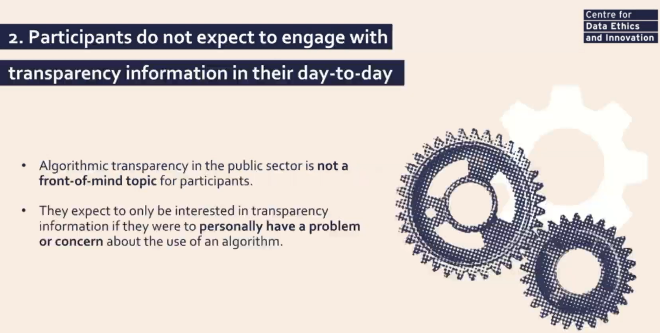 Centre for
Data Ethics
and Innovation
2. Participants do not expect to engage with
transparency information in their day-to-day
• Algorithmic transparency in the public sector is not a
front-of-mind topic for participants.
• They expect to only be interested in transparency
information if they were to personally have a problem
or concern about the use of an algorithm.